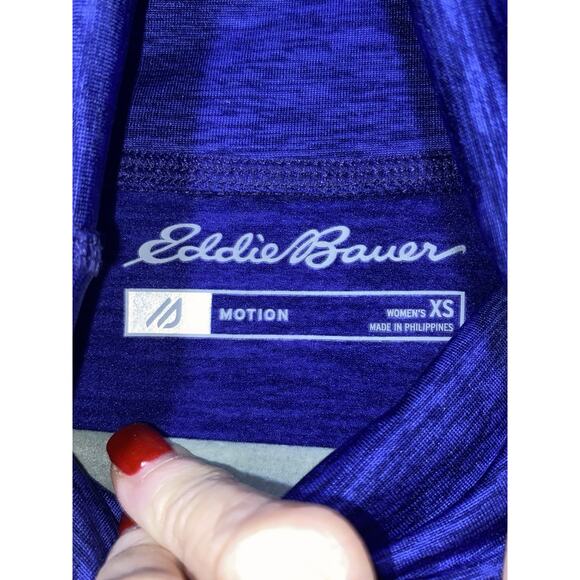 Eddie Bauer
MOTION
WOMEN'S XS
MADE IN PHILIPPINES